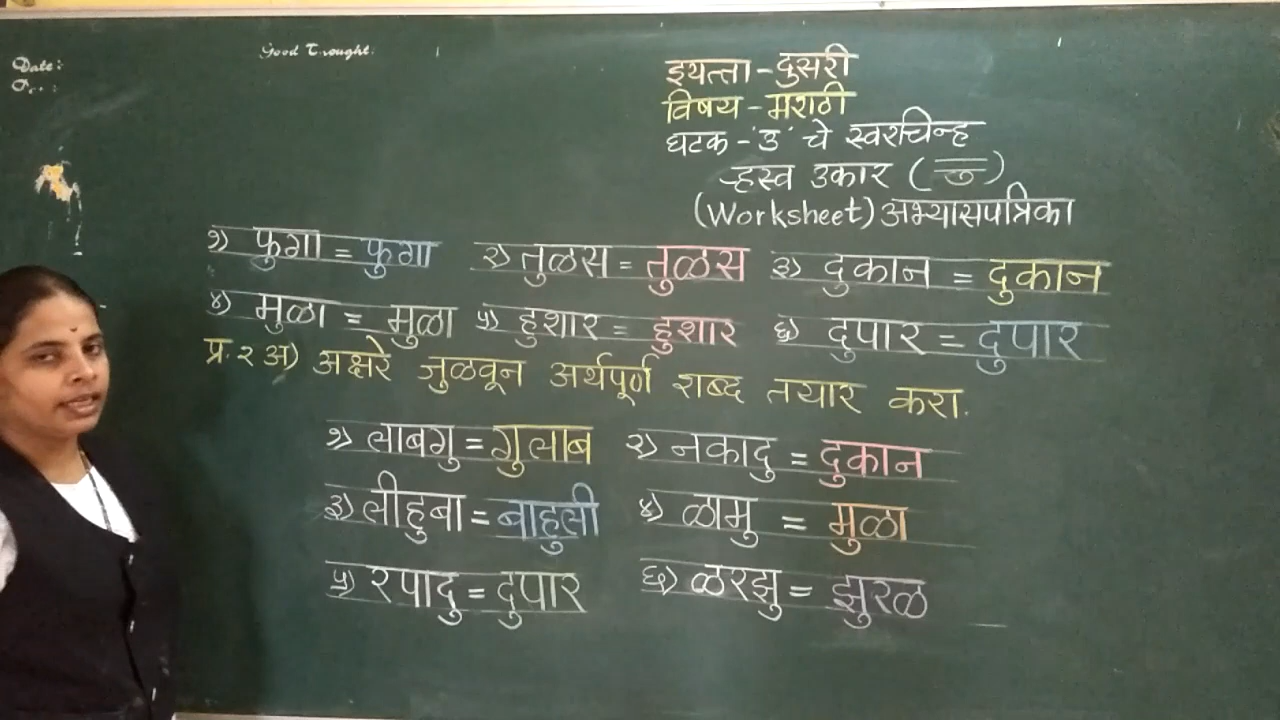 Good Thought:
Date:
इयत्ता - दुसरी
विषय - मराठी
घटक - 'उ' चे स्वरचिन्ह
-हस्व उकार ( ु )
(Worksheet) अभ्यासपत्रिका
१) फुगा = फुगा २) तुळस = तुळस ३) दुकान = दुकान
४) मुळा = मुळा ५) हुशार = हुशार ६) दुपार = दुपार
प्र. २ अ) अक्षरे जुळवून अर्थपूर्ण शब्द तयार करा.
१) लाबगु = गुलाब २) नकादु = दुकान
३) लीहुबा = बाहुली ४) ळामु = मुळा
५) रपादु = दुपार ६) ळरझु = झुरळ